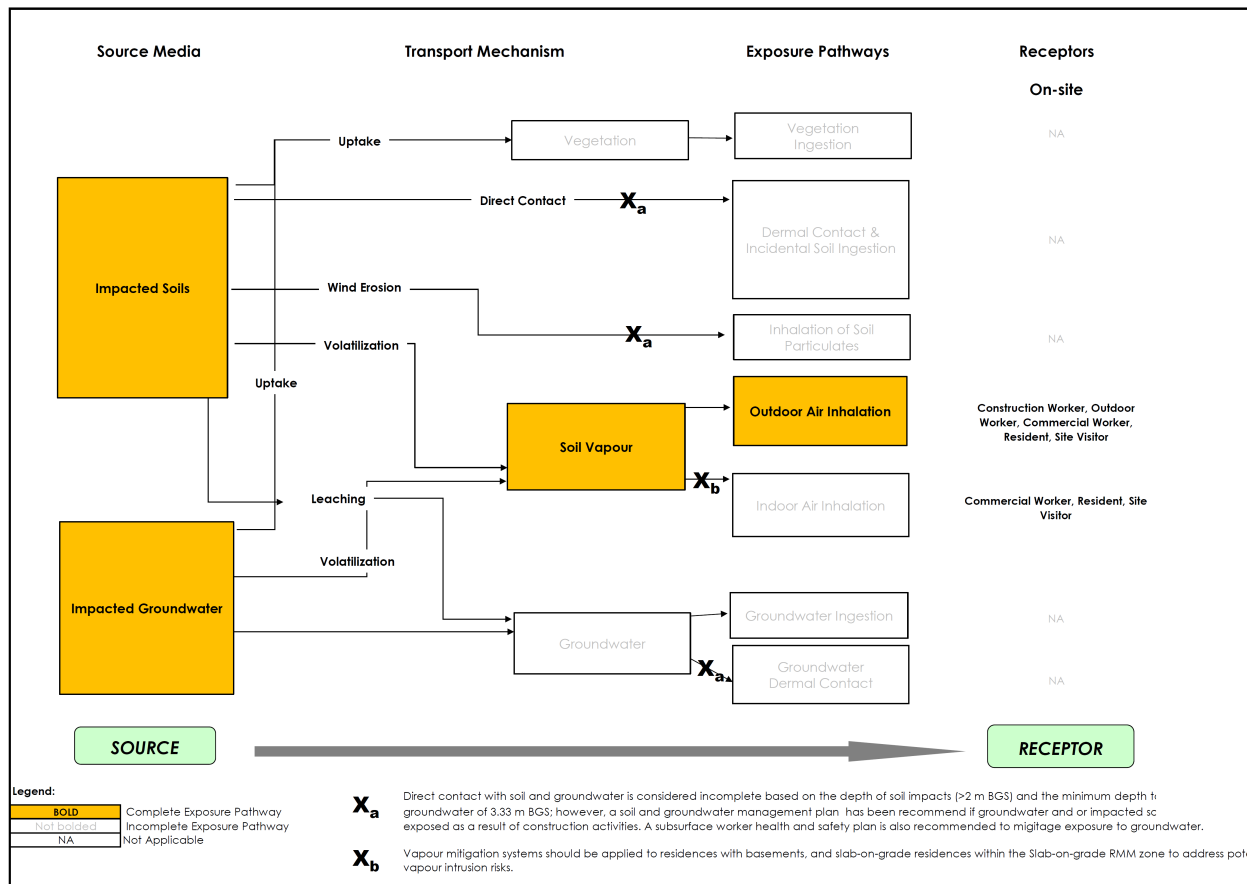 Source Media
Transport Mechanism
Exposure Pathways
Receptors
On-site
Uptake
Vegetation
Vegetation
Ingestion
NA
Direct Contact
Xa
Dermal Contact &
Incidental Soil Ingestion
NA
Impacted Soils
Wind Erosion
Xa
Inhalation of Soil
Particulates
NA
Volatilization
Uptake
Soil Vapour
Outdoor Air Inhalation
Construction Worker, Outdoor
Worker, Commercial Worker,
Resident, Site Visitor
Xb
Indoor Air Inhalation
Commercial Worker, Resident, Site
Visitor
Leaching
Volatilization
Impacted Groundwater
Groundwater
Groundwater Ingestion
NA
Xa
Groundwater
Dermal Contact
NA
SOURCE
RECEPTOR
Legend:
BOLD Complete Exposure Pathway
Not bolded Incomplete Exposure Pathway
NA Not Applicable
Xa
Direct contact with soil and groundwater is considered incomplete based on the depth of soil impacts (>2 m BGS) and the minimum depth
groundwater of 3.33 m BGS; however, a soil and groundwater management plan has been recommend if groundwater and or impacted
exposed as a result of construction activities. A subsurface worker health and safety plan is also recommended to migitage exposure to groundwater.
Xb
Vapour mitigation systems should be applied to residences with basements, and slab-on-grade residences within the Slab-on-grade RMM zone to address
vapour intrusion risks.